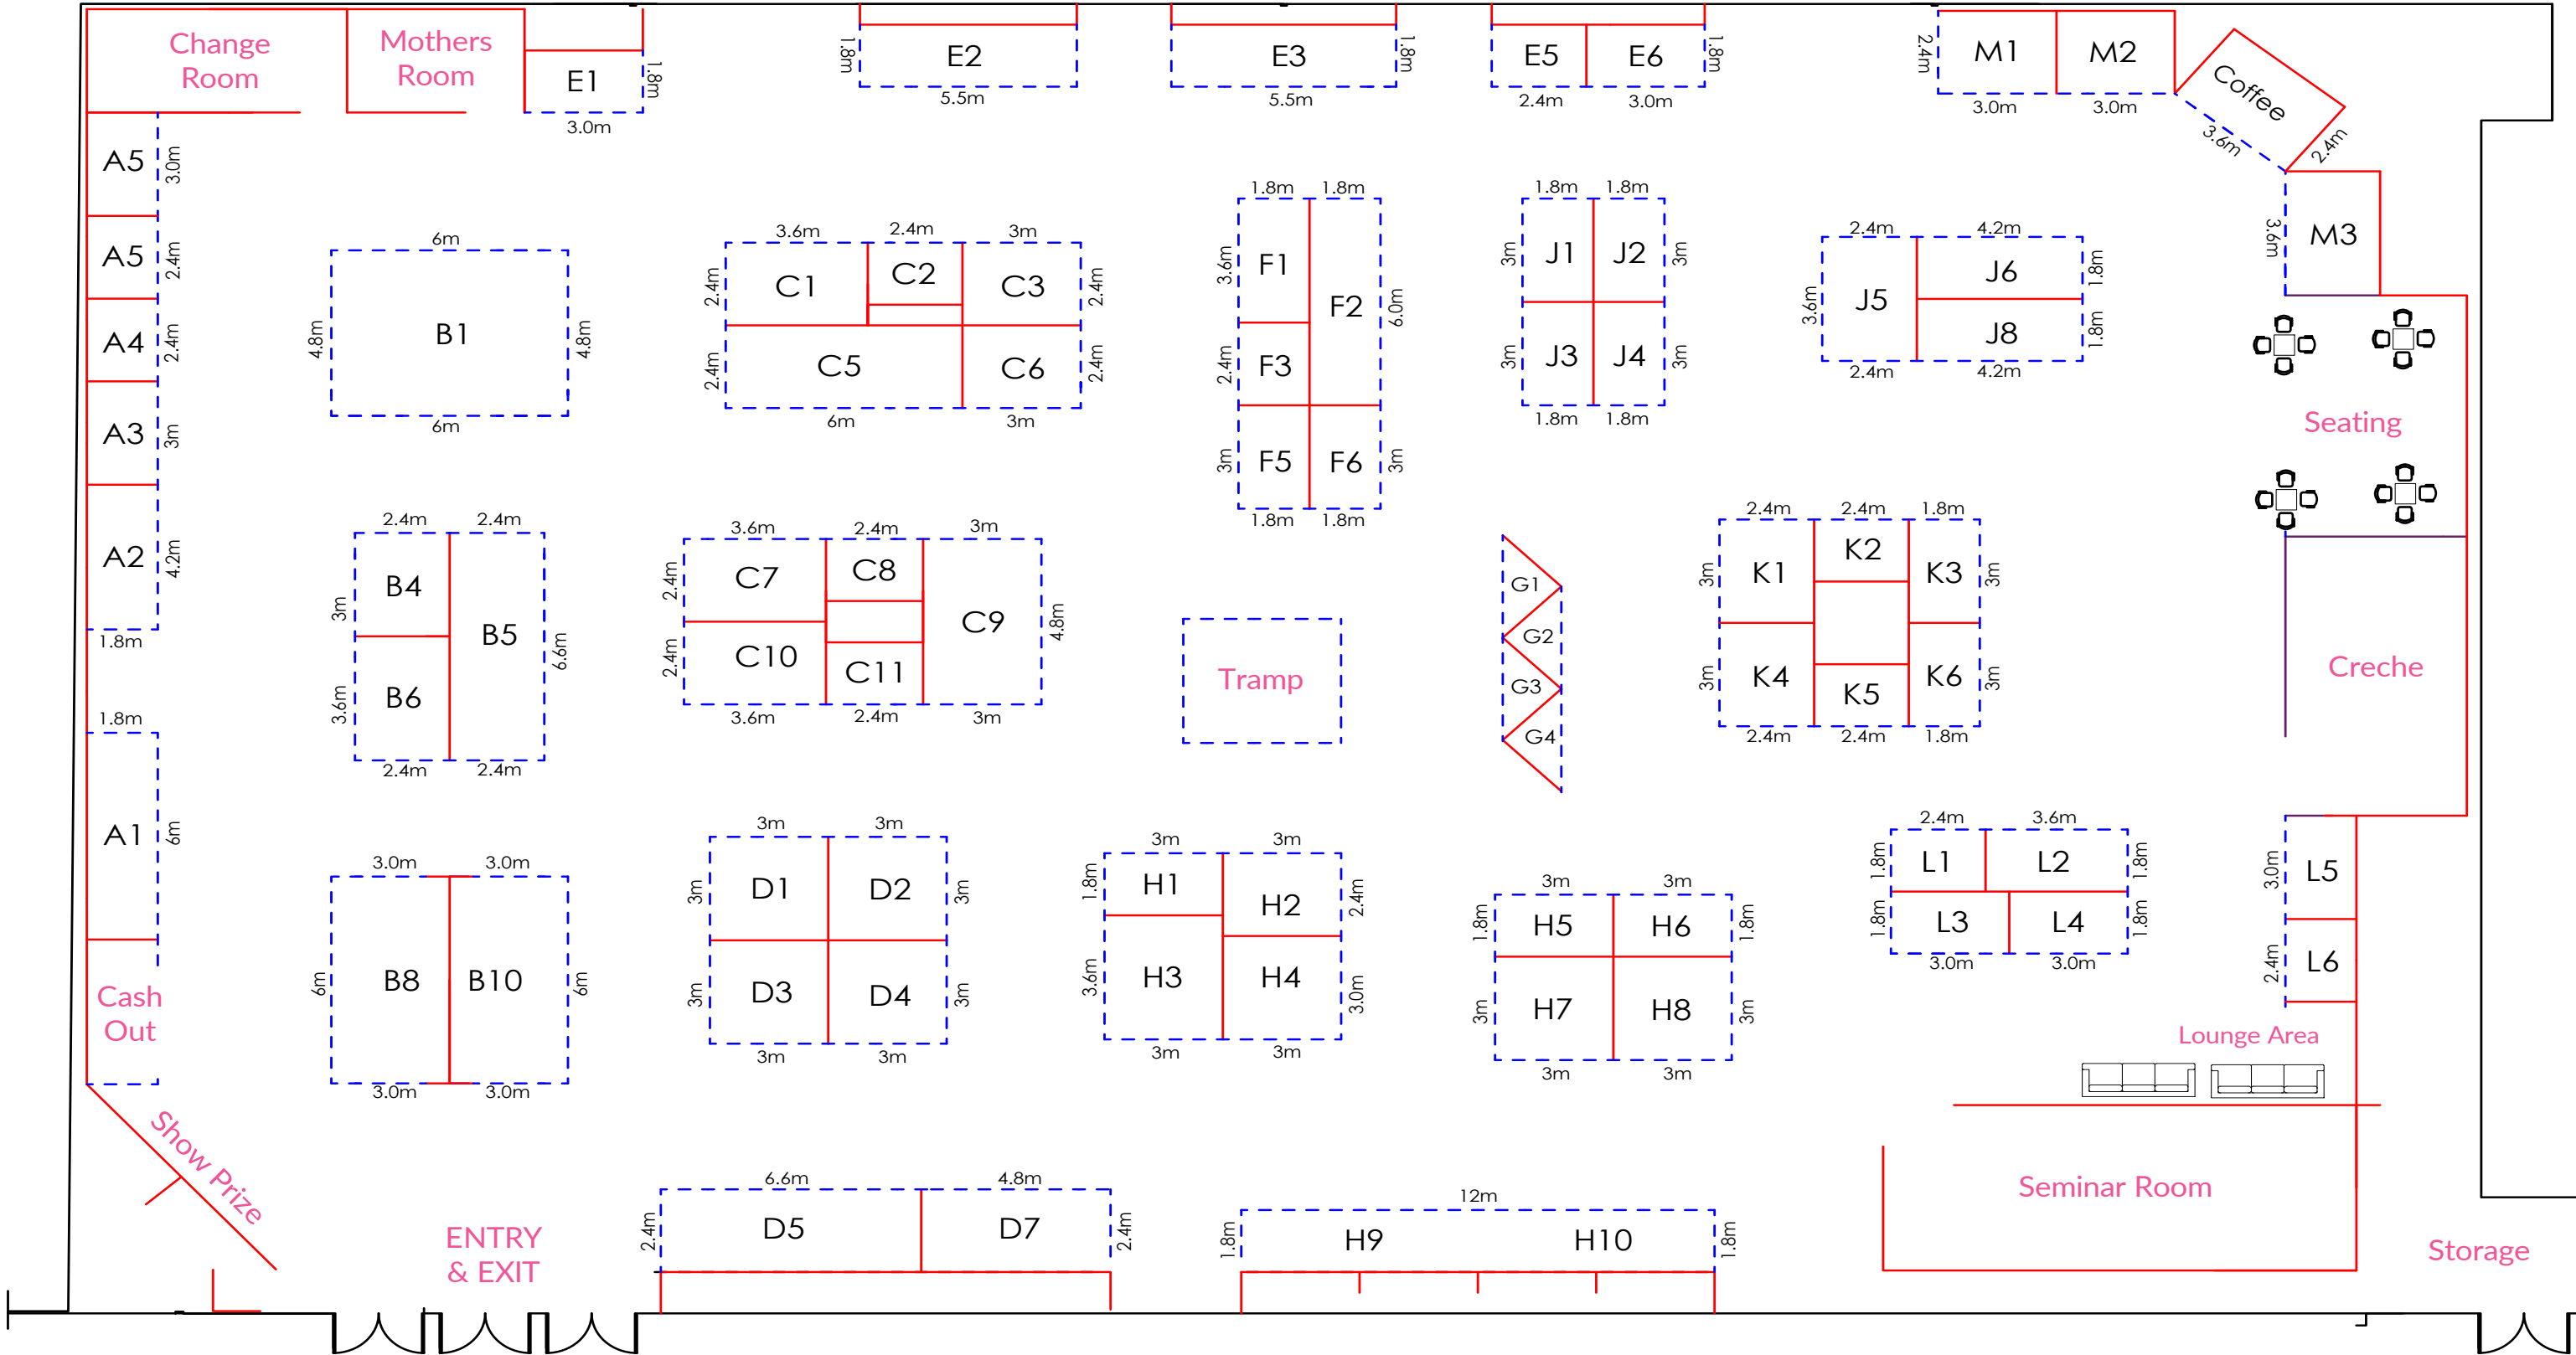 Change
Room
Mothers
Room
E1
1.8m
3.0m
1.8m
E2
5.5m
E3
1.8m
5.5m
E5
E6
1.8m
1.8m
2.4m
3.0m
2.4m
M1
M2
3.0m
3.0m
Coffee
3.6m
2.4m
M3
3.6m
A5
3.0m
A5
2.4m
A4
2.4m
A3
3m
A2
4.2m
1.8m
1.8m
A1
6m
Cash
Out
Show Prize
6m
4.8m
B1
4.8m
6m
2.4m
2.4m
B4
3m
B5
6.6m
B6
3.6m
2.4m
2.4m
3.0m
3.0m
6m
B8
B10
6m
3.0m
3.0m
3.6m
2.4m
3m
2.4m
C1
C2
C3
2.4m
2.4m
C5
C6
2.4m
6m
3m
3.6m
2.4m
3m
2.4m
C7
C8
C9
4.8m
2.4m
C10
C11
3.6m
2.4m
3m
3m
3m
3m
D1
D2
3m
3m
D3
D4
3m
3m
3m
6.6m
4.8m
2.4m
D5
D7
2.4m
ENTRY
& EXIT
1.8m
1.8m
3.6m
F1
F2
6.0m
2.4m
F3
3m
F5
F6
3m
1.8m
1.8m
Tramp
G1
G2
G3
G4
3m
3m
1.8m
H1
H2
2.4m
3.6m
H3
H4
3.0m
3m
3m
3m
3m
1.8m
H5
H6
1.8m
3m
H7
H8
3m
3m
3m
12m
1.8m
H9
H10
1.8m
1.8m
1.8m
3m
J1
J2
3m
3m
J3
J4
3m
1.8m
1.8m
2.4m
4.2m
3.6m
J5
J6
1.8m
J8
1.8m
2.4m
4.2m
2.4m
2.4m
1.8m
3m
K1
K2
K3
3m
3m
K4
K5
K6
3m
2.4m
2.4m
1.8m
2.4m
3.6m
1.8m
L1
L2
1.8m
1.8m
L3
L4
1.8m
3.0m
3.0m
3.0m
L5
2.4m
L6
Seating
Creche
Lounge Area
Seminar Room
Storage